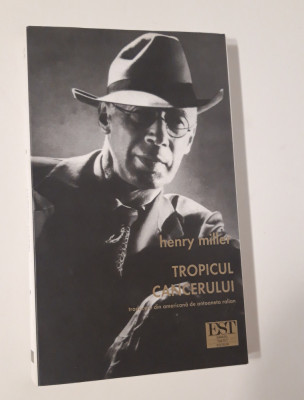 henry miller
TROPICUL
CANCERULUI
din americană de antoaneta ralian
EST